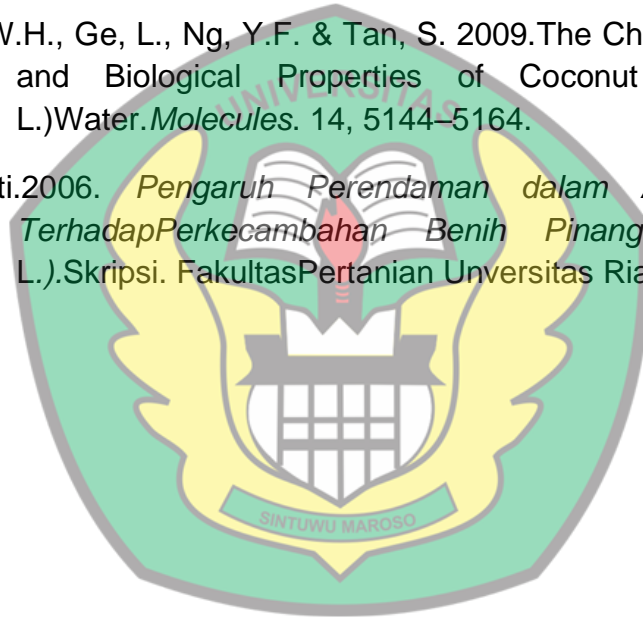 W.H., Ge, L., Ng, Y.F. & Tan, S. 2009.The Ch
and Biological Properties of Coconut
L.)Water.Molecules. 14, 5144–5164.
ti.2006. Pengaruh Perendaman dalam
TerhadapPerkecambahan Benih Pinang
L.).Skripsi. FakultasPertanian Unversitas Ria
UNIVERSITAS
SINTUWU MAROSO